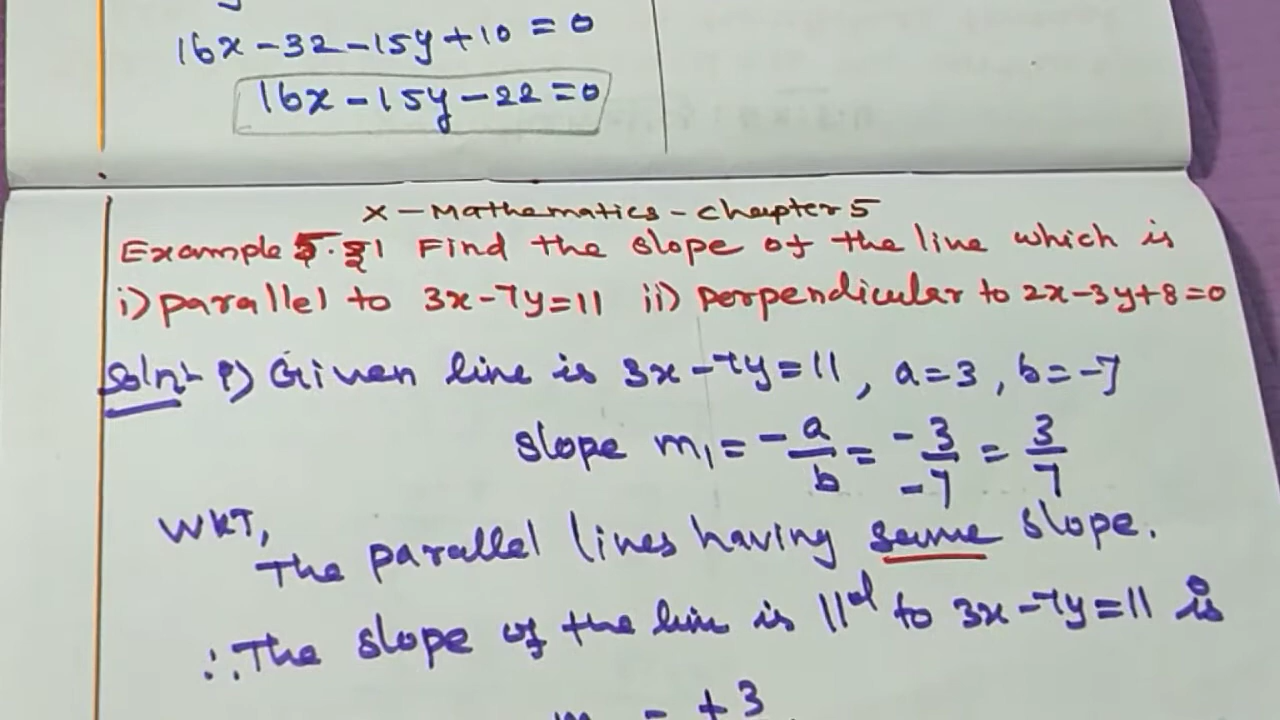 16x-32-15y+10 = 0
16x-15y-22=0
X - Mathematics - Chapter 5
Example 5.31 Find the slope of the line which is
i) parallel to 3x-7y=11 ii) perpendicular to 2x-3y+8=0
Soln:- i) Given line is 3x-7y=11, a=3, b=-7
slope m₁ = -a/b = -3/-7 = 3/7
WKT,
The parallel lines having same slope.
∴ The slope of the line is ||el to 3x-7y=11 is
m = +3